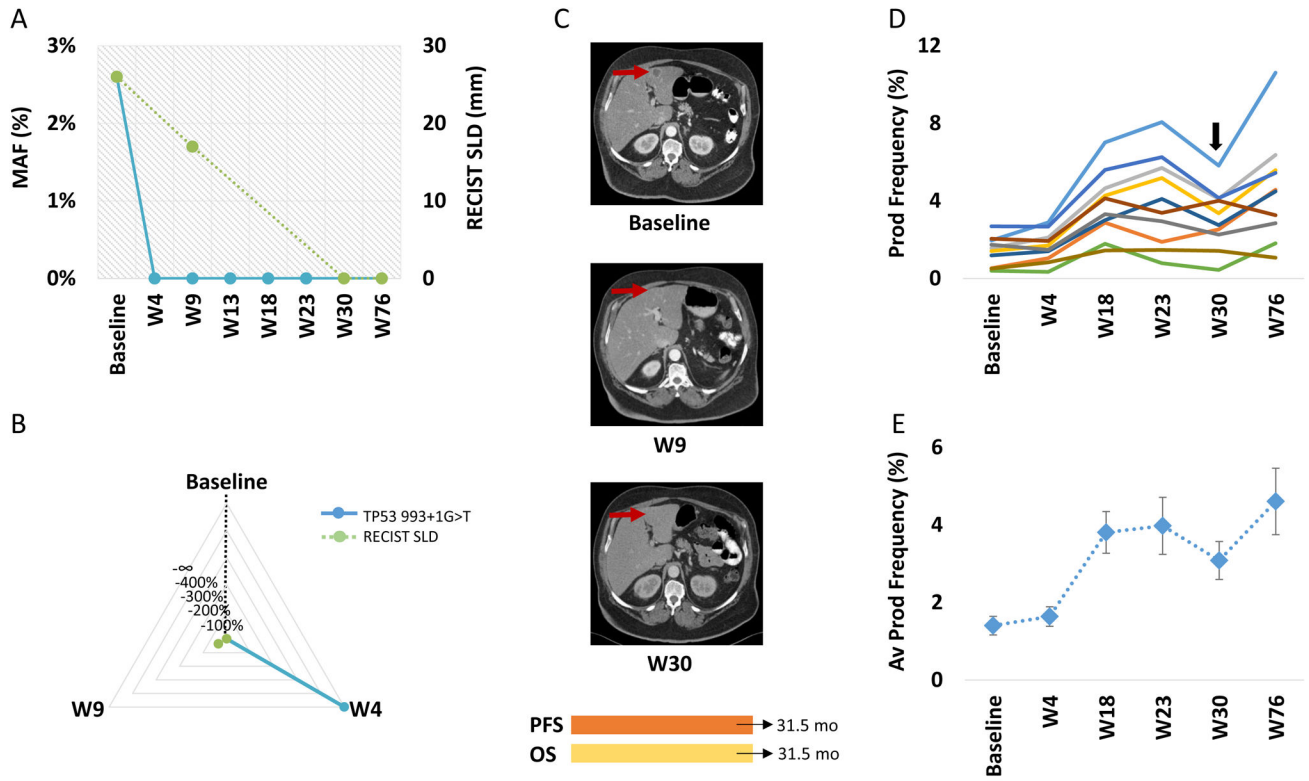 A
MAF (%)
3%
2%
1%
0%
30
20
10
0
RECIST SLD (mm)
Baseline
W4
W9
W13
W18
W23
W30
W76
B
Baseline
TP53 993+1G>T
RECIST SLD
-∞
-400%
-300%
-200%
-100%
W9
W4
C
Baseline
W9
W30
PFS
31.5 mo
OS
31.5 mo
D
Prod Frequency (%)
12
8
4
0
Baseline
W4
W18
W23
W30
W76
E
Av Prod Frequency (%)
6
4
2
0
Baseline
W4
W18
W23
W30
W76